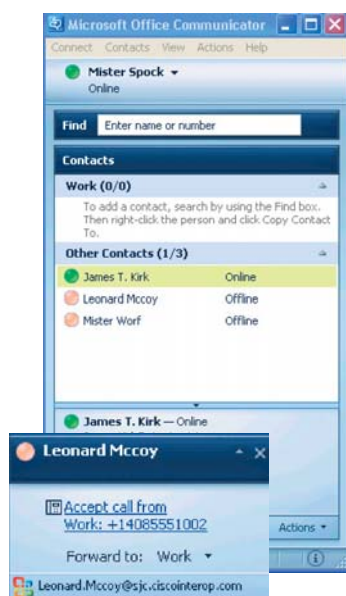 Microsoft Office Communicator
Connect Contacts View Actions Help
Mister Spock
Online
Find Enter name or number
Contacts
Work (0/0)
To add a contact, search by using the Find box.
Then right-click the person and click Copy Contact
To.
Other Contacts (1/3)
James T. Kirk Online
Leonard Mccoy Offline
Mister Worf Offline
James T. Kirk — Online
Leonard Mccoy
Accept call from
Work: +14085551002
Actions
Forward to: Work
Leonard.Mccoy@sjc.ciscointerop.com